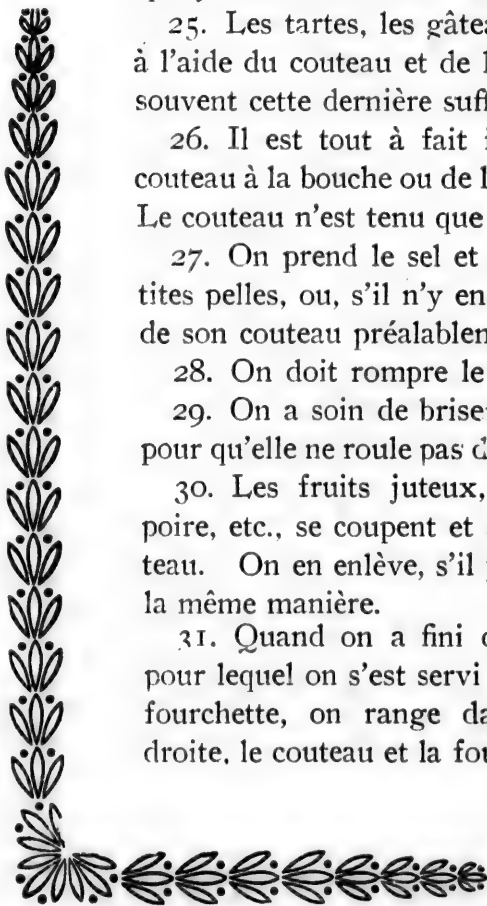 25. Les tartes, les gâtea
à l'aide du couteau et de l
souvent cette dernière suf
26. Il est tout à fait i
couteau à la bouche ou de l
Le couteau n'est tenu que
27. On prend le sel et
tites pelles, ou, s'il n'y en
de son couteau préalablen
28. On doit rompre le
29. On a soin de brise
pour qu'elle ne roule pas d
30. Les fruits juteux,
poire, etc., se coupent et
teau. On en enlève, s'il
la même manière.
31. Quand on a fini
pour lequel on s'est servi
fourchette, on range da
droite, le couteau et la fou